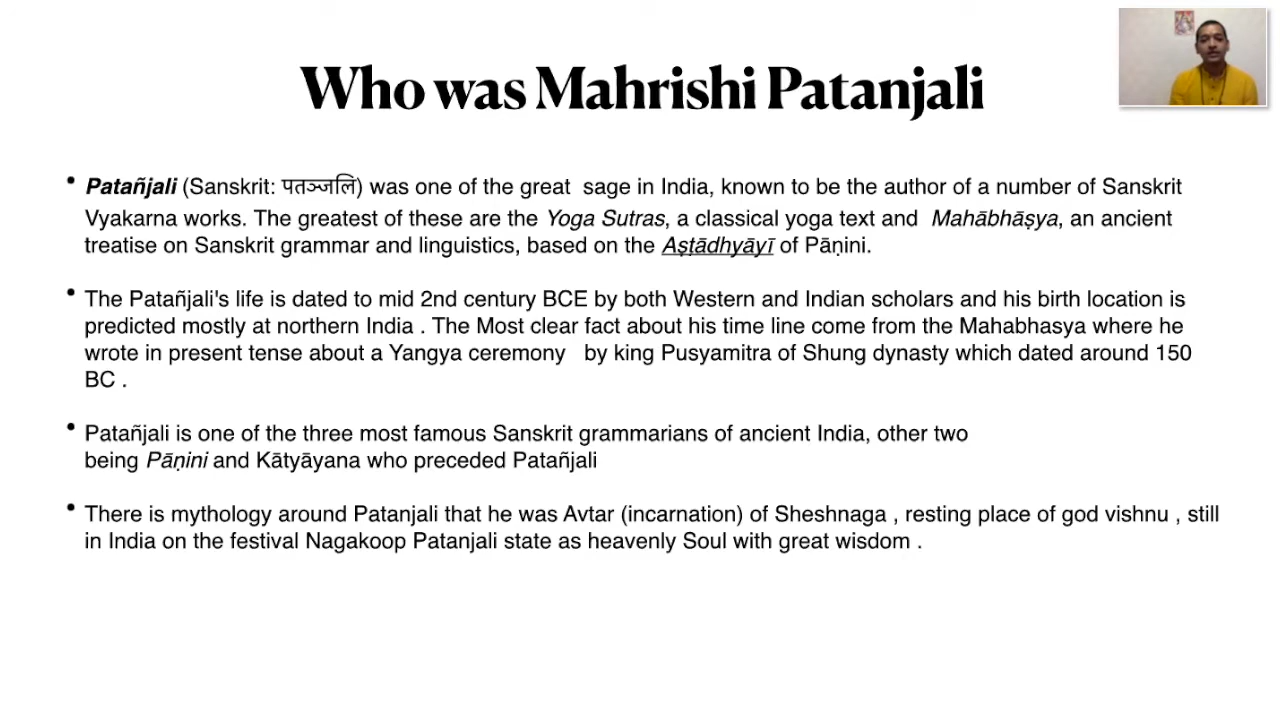 Who was Mahrishi Patanjali
• Patañjali (Sanskrit: पतञ्जलि) was one of the great  sage in India, known to be the author of a number of Sanskrit
Vyakarna works. The greatest of these are the Yoga Sutras, a classical yoga text and  Mahābhāṣya, an ancient
treatise on Sanskrit grammar and linguistics, based on the Aṣṭādhyāyī of Pāṇini.
• The Patañjali's life is dated to mid 2nd century BCE by both Western and Indian scholars and his birth location is
predicted mostly at northern India . The Most clear fact about his time line come from the Mahabhasya where he
wrote in present tense about a Yangya ceremony   by king Pusyamitra of Shung dynasty which dated around 150
BC .
• Patañjali is one of the three most famous Sanskrit grammarians of ancient India, other two
being Pāṇini and Kātyāyana who preceded Patañjali
• There is mythology around Patanjali that he was Avtar (incarnation) of Sheshnaga , resting place of god vishnu , still
in India on the festival Nagakoop Patanjali state as heavenly Soul with great wisdom .